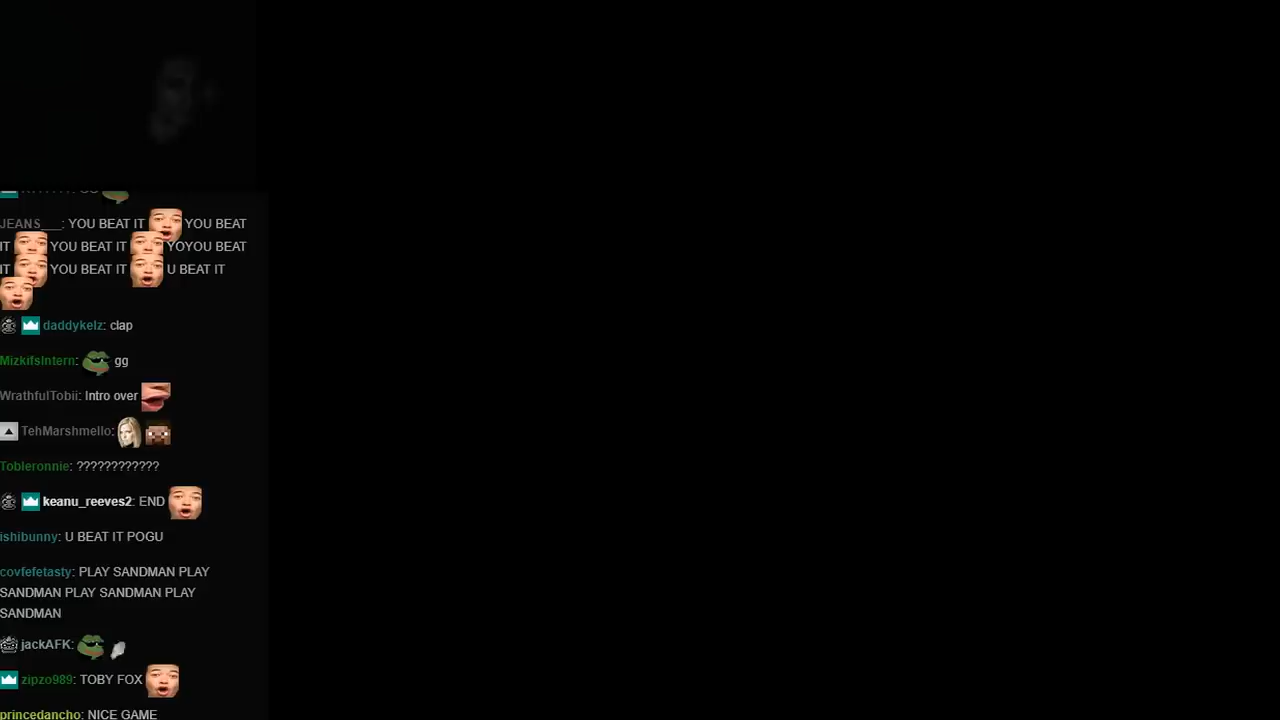 JEANS___: YOU BEAT IT YOU BEAT
IT YOU BEAT IT YOYOU BEAT
IT YOU BEAT IT U BEAT IT
daddykelz: clap
MizkifsIntern: gg
WrathfulTobii: Intro over
TehMarshmello:
Tobleronnie: ????????????
keanu_reeves2: END
ishibunny: U BEAT IT POGU
covfefetasty: PLAY SANDMAN PLAY
SANDMAN PLAY SANDMAN PLAY
SANDMAN
jackAFK:
zipzo989: TOBY FOX
princedancho: NICE GAME